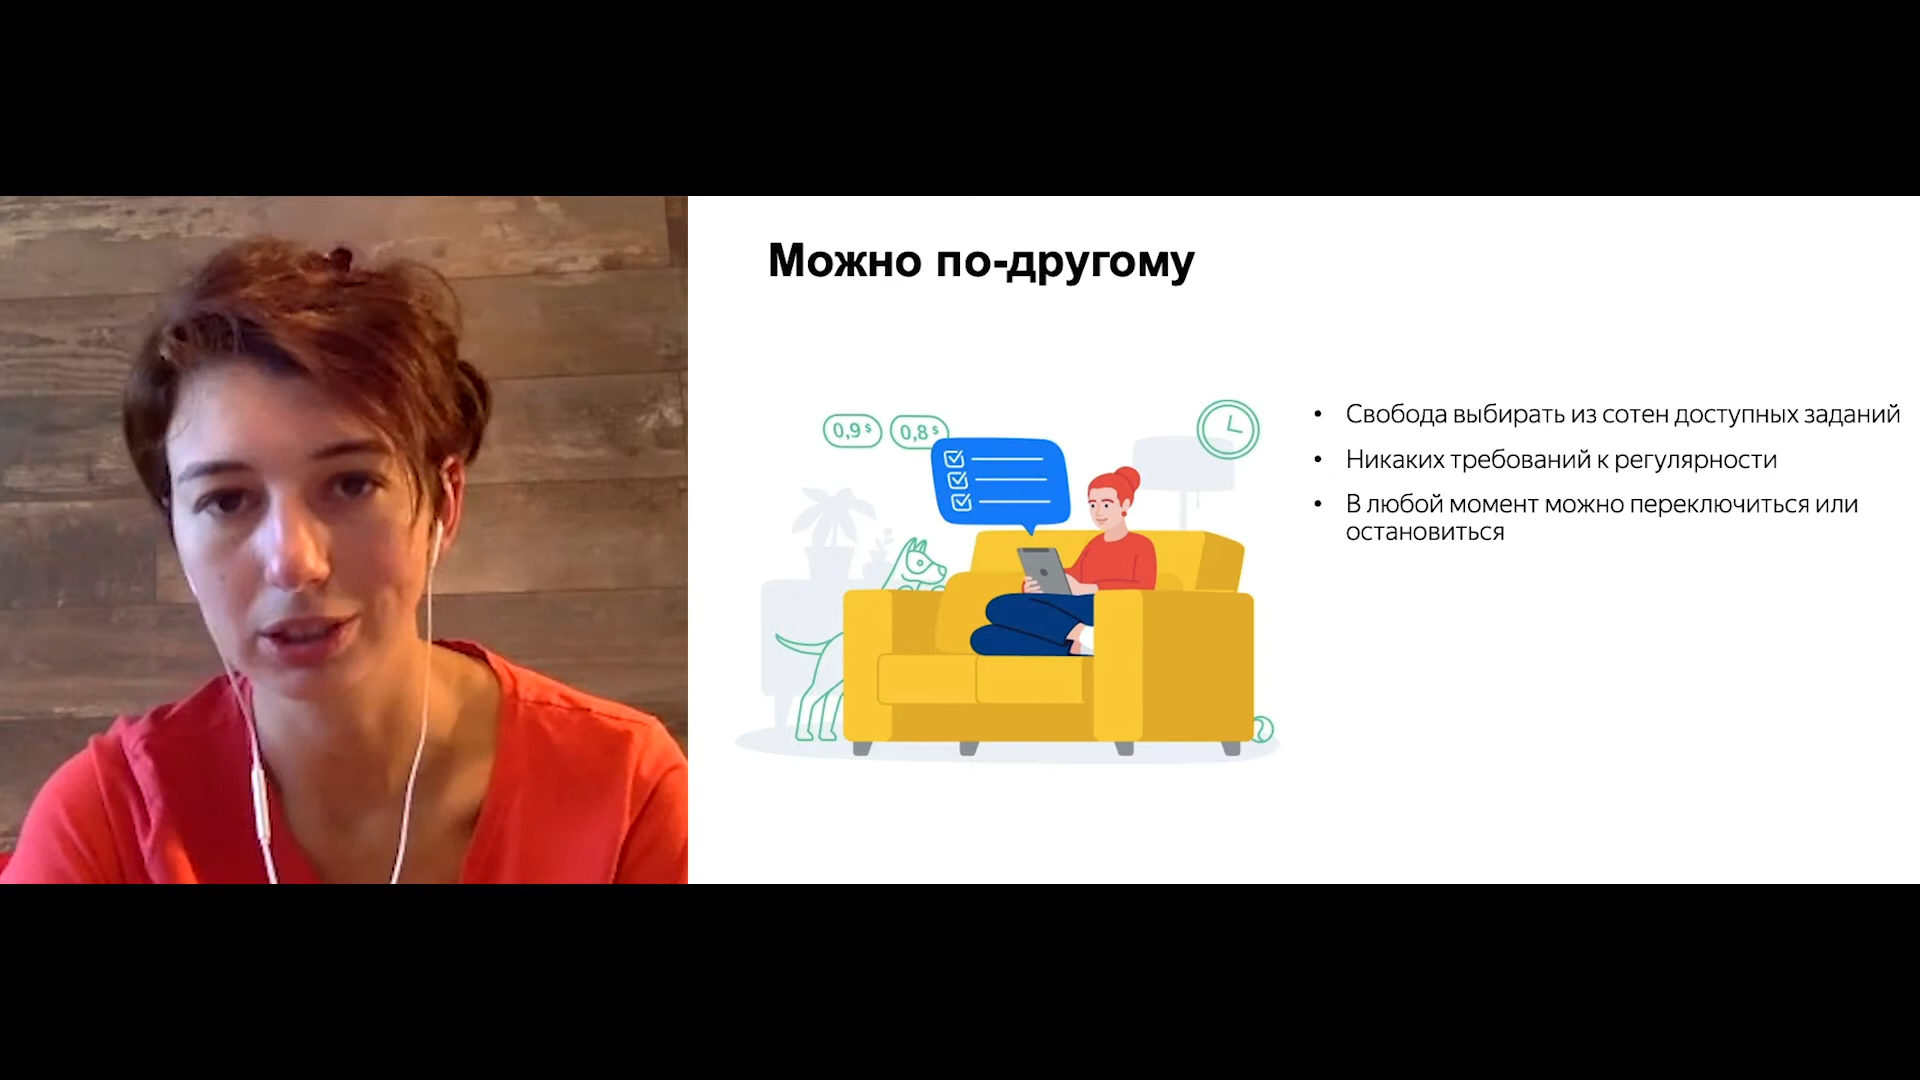 Можно по-другому
0,9 $
0,8 $
• Свобода выбирать из сотен доступных заданий
• Никаких требований к регулярности
• В любой момент можно переключиться или
остановиться